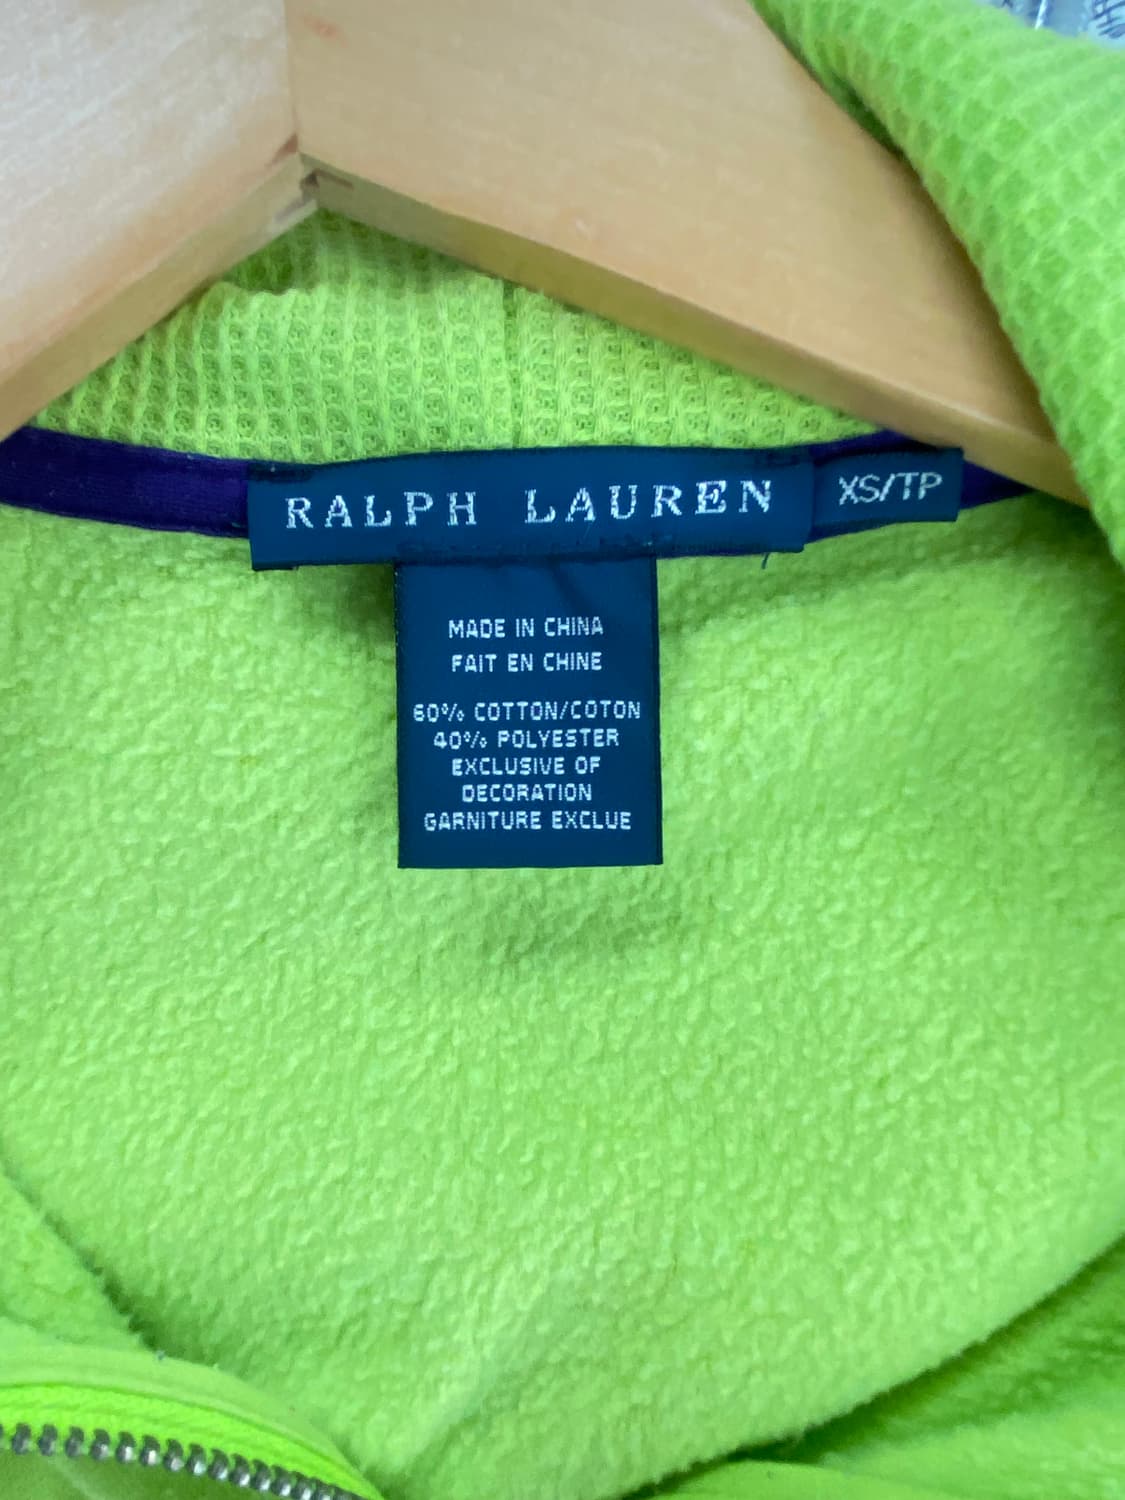 RALPH LAUREN
XS/TP
MADE IN CHINA
FAIT EN CHINE
60% COTTON/COTON
40% POLYESTER
EXCLUSIVE OF
DECORATION
GARNITURE EXCLUE